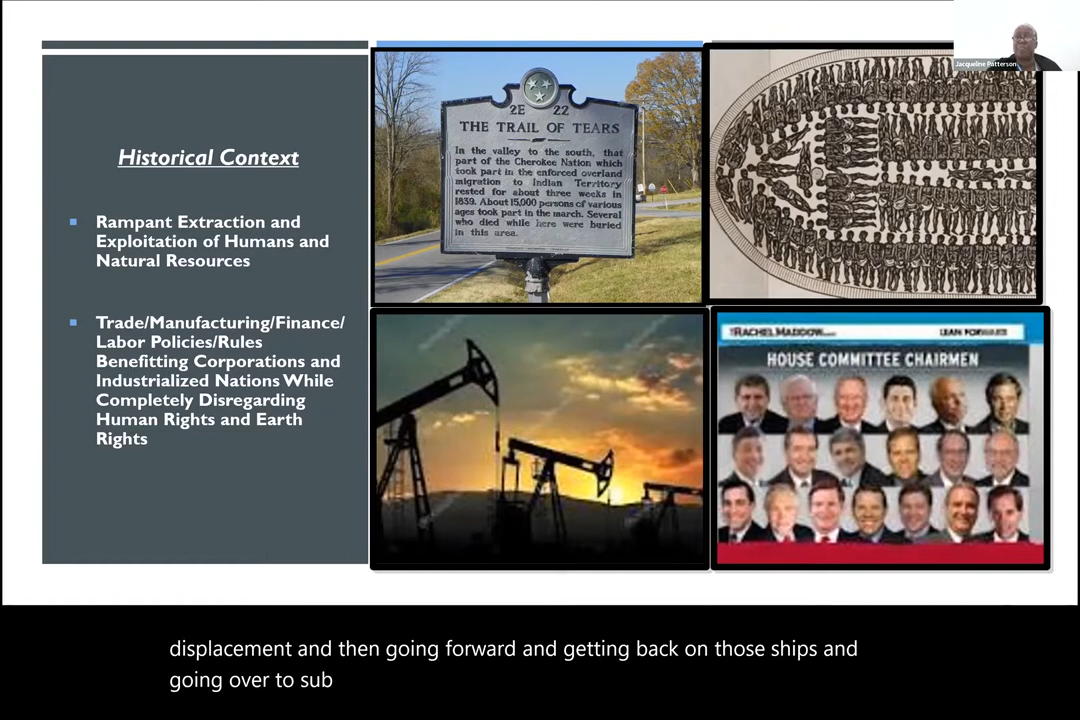 Jacqueline Patterson
Historical Context
Rampant Extraction and
Exploitation of Humans and
Natural Resources
Trade/Manufacturing/Finance/
Labor Policies/Rules
Benefitting Corporations and
Industrialized Nations While
Completely Disregarding
Human Rights and Earth
Rights
2E 22
THE TRAIL OF TEARS
In the valley to the south, that
part of the Cherokee Nation which
took part in the enforced overland
migration to Indian Territory
rested for about three weeks in
1839. About 15,000 persons of various
ages took part in the march. Several
who died while here were buried
in this area.
RACHEL MADDOW
LEAN FORWARD
HOUSE COMMITTEE CHAIRMEN
displacement and then going forward and getting back on those ships and
going over to sub